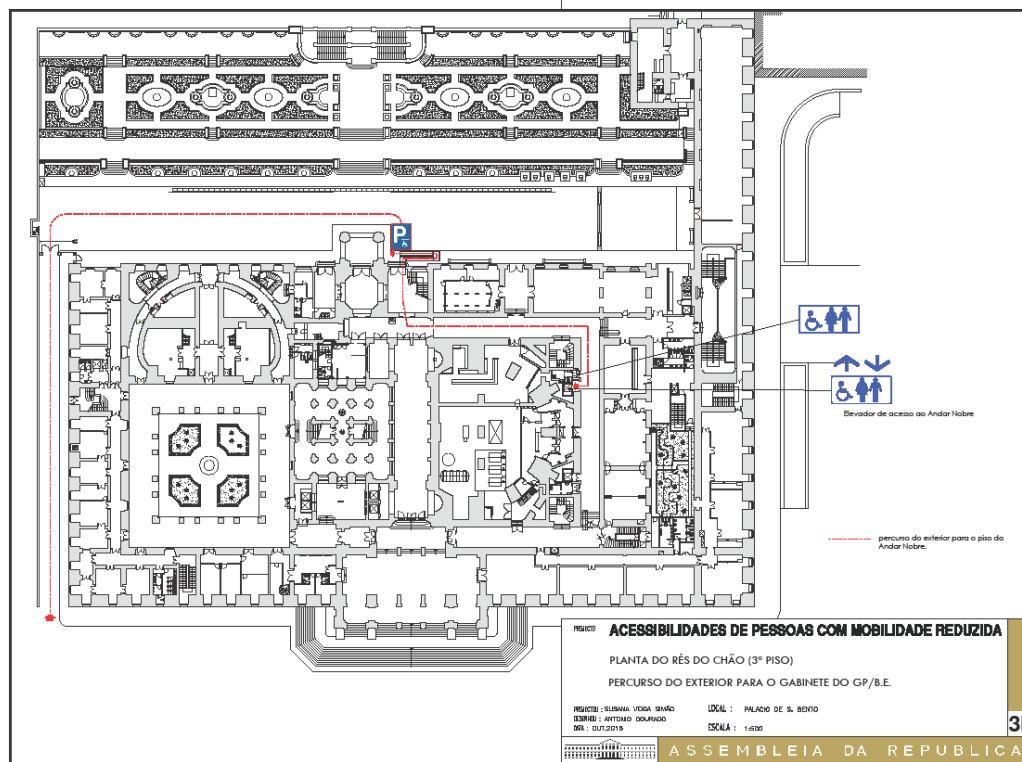 P
Elevador de acesso ao Andar Nobre
percurso do exterior para o piso do
Andar Nobre.
PROJECTO ACESSIBILIDADES DE PESSOAS COM MOBILIDADE REDUZIDA
PLANTA DO RÉS DO CHÃO (3º PISO)
PERCURSO DO EXTERIOR PARA O GABINETE DO GP/B.E.
PROJECTOU : SUSANA VEIGA SIMÃO LOCAL : PALACIO DE S. BENTO
DESENHOU : ANTONIO DOURADO
DATA : OUT.2015 ESCALA : 1:500
ASSEMBLEIA DA REPUBLICA